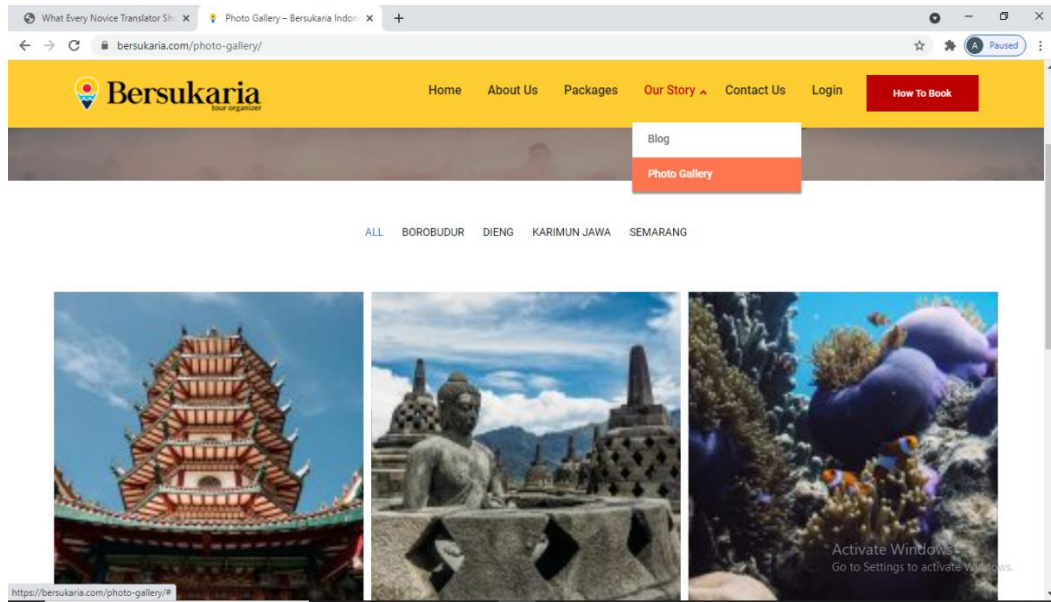 What Every Novice Translator Sho
Photo Gallery – Bersukaria Indon
bersukaria.com/photo-gallery/
A
Paused
Bersukaria
tour organizer
Home
About Us
Packages
Our Story
Contact Us
Login
How To Book
Blog
Photo Gallery
ALL
BOROBUDUR
DIENG
KARIMUN JAWA
SEMARANG
Activate Windows
Go to Settings to activate Windows.
https://bersukaria.com/photo-gallery/#